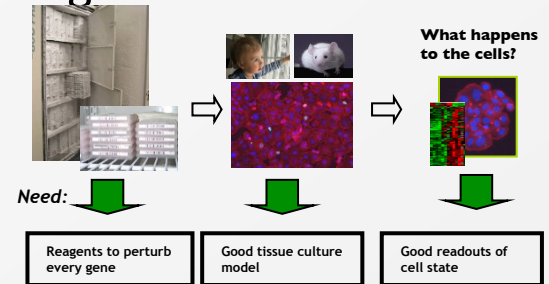 What happens
to the cells?
Need:
Reagents to perturb
every gene
Good tissue culture
model
Good readouts of
cell state